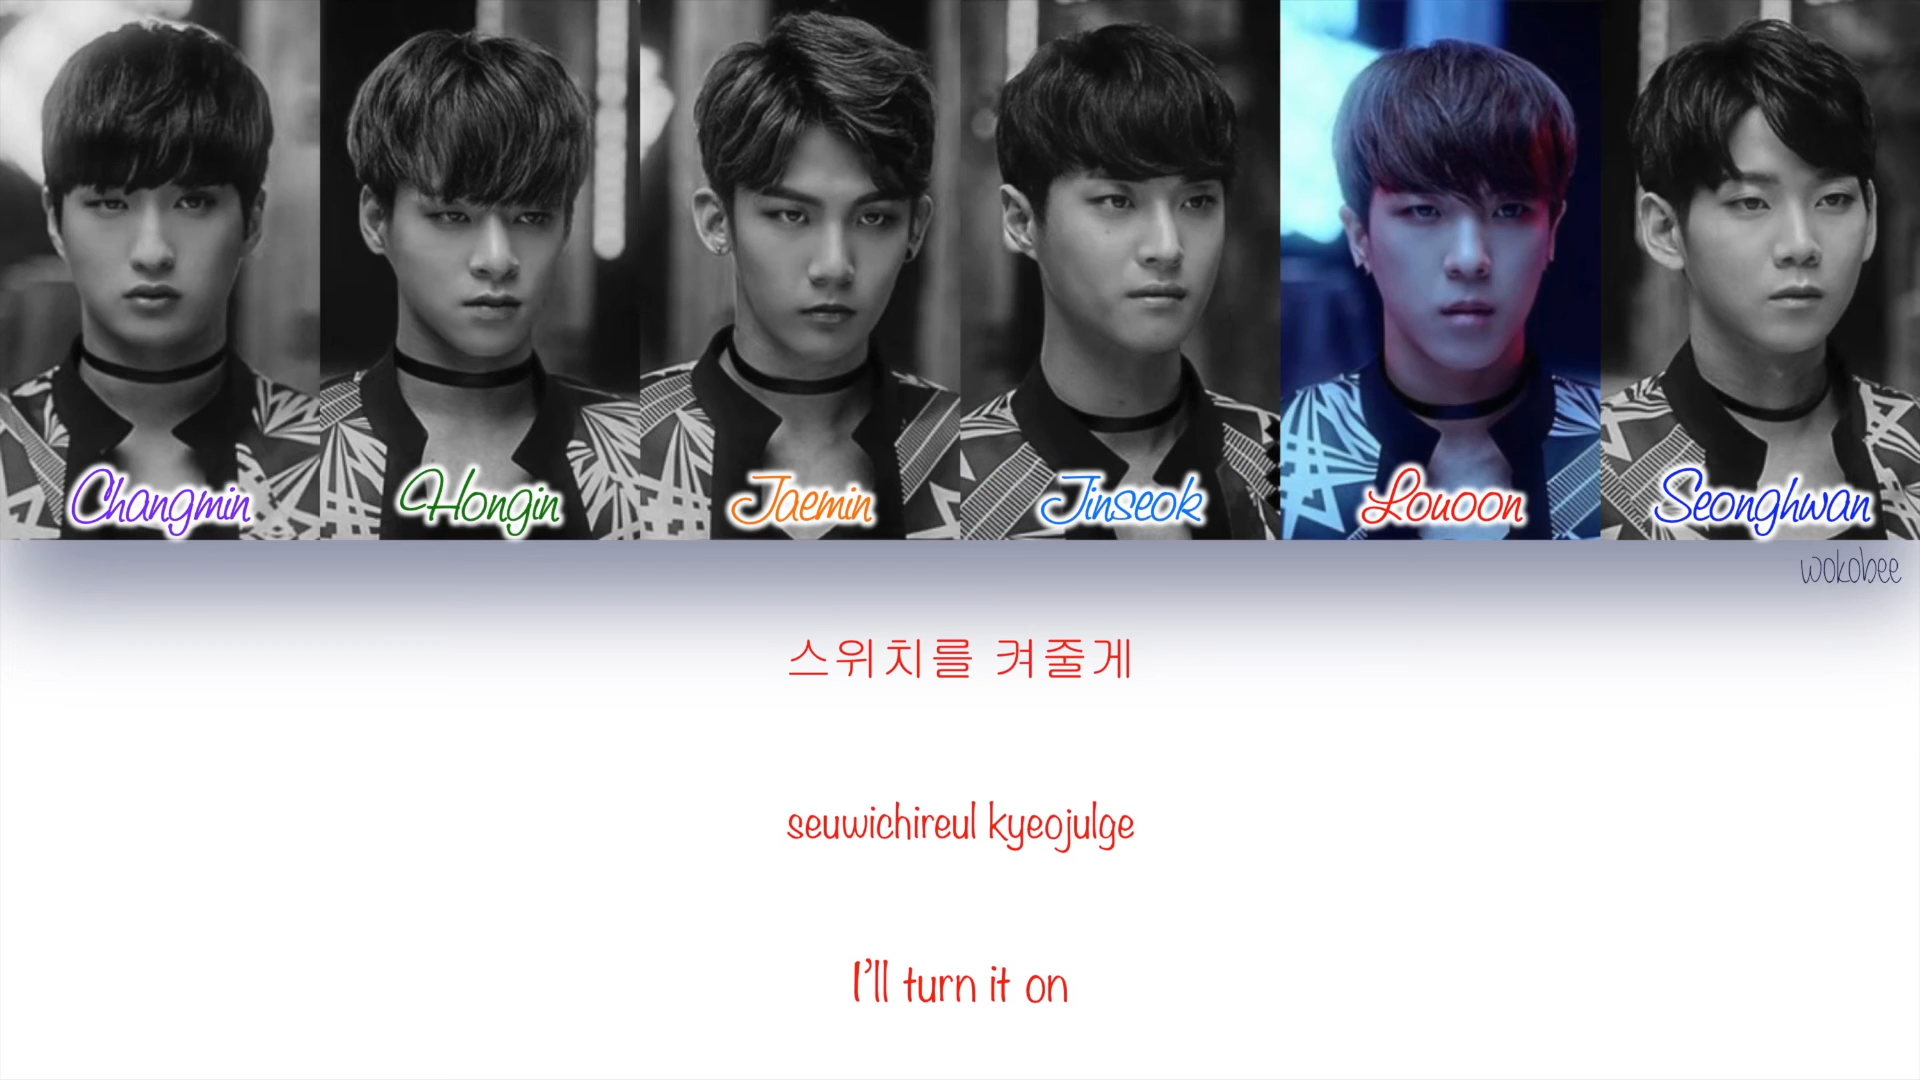 Changmin Hongin Jaemin Jinseok Louoon Seonghwan
wokobee
스위치를 켜줄게
seuwichireul kyeojulge
I'll turn it on